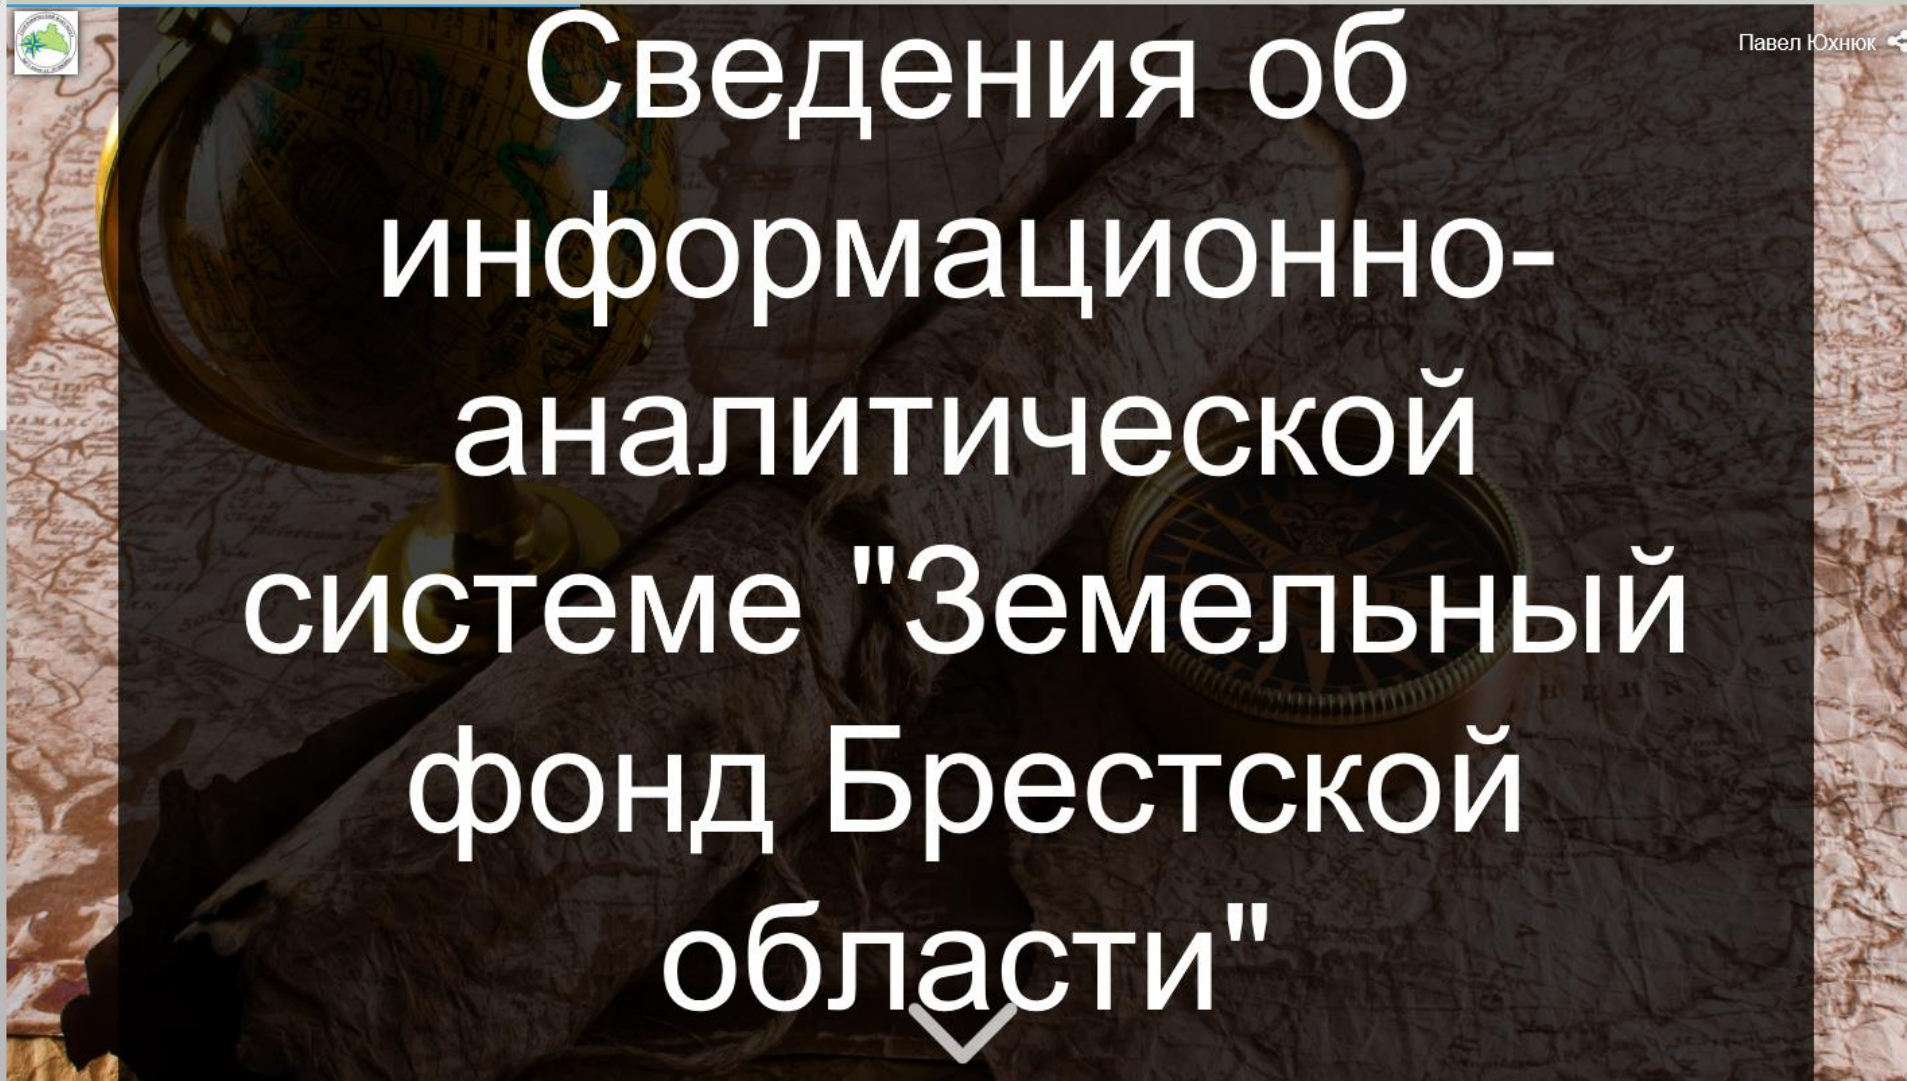 Павел Юхнюк
Сведения об
информационно-
аналитической
системе "Земельный
фонд Брестской
области"